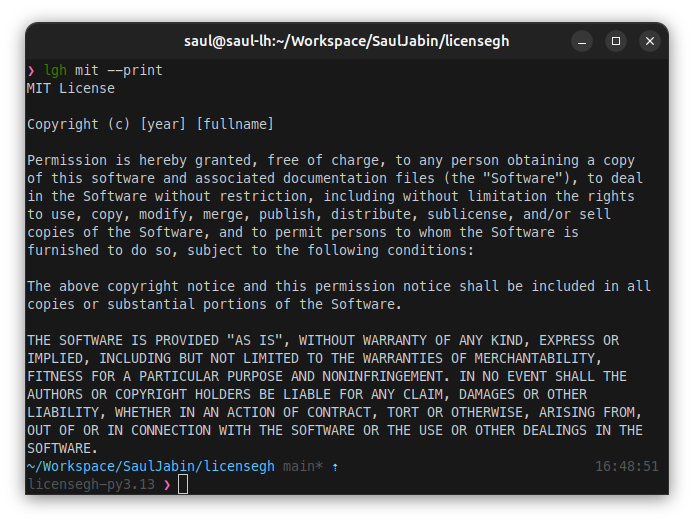 saul@saul-lh:~/Workspace/SaulJabin/licensegh
❯ lgh mit --print
MIT License
Copyright (c) [year] [fullname]
Permission is hereby granted, free of charge, to any person obtaining a copy
of this software and associated documentation files (the "Software"), to deal
in the Software without restriction, including without limitation the rights
to use, copy, modify, merge, publish, distribute, sublicense, and/or sell
copies of the Software, and to permit persons to whom the Software is
furnished to do so, subject to the following conditions:
The above copyright notice and this permission notice shall be included in all
copies or substantial portions of the Software.
THE SOFTWARE IS PROVIDED "AS IS", WITHOUT WARRANTY OF ANY KIND, EXPRESS OR
IMPLIED, INCLUDING BUT NOT LIMITED TO THE WARRANTIES OF MERCHANTABILITY,
FITNESS FOR A PARTICULAR PURPOSE AND NONINFRINGEMENT. IN NO EVENT SHALL THE
AUTHORS OR COPYRIGHT HOLDERS BE LIABLE FOR ANY CLAIM, DAMAGES OR OTHER
LIABILITY, WHETHER IN AN ACTION OF CONTRACT, TORT OR OTHERWISE, ARISING FROM,
OUT OF OR IN CONNECTION WITH THE SOFTWARE OR THE USE OR OTHER DEALINGS IN THE
SOFTWARE.
~/Workspace/SaulJabin/licensegh main* ⇡ 16:48:51
licensegh-py3.13 ❯